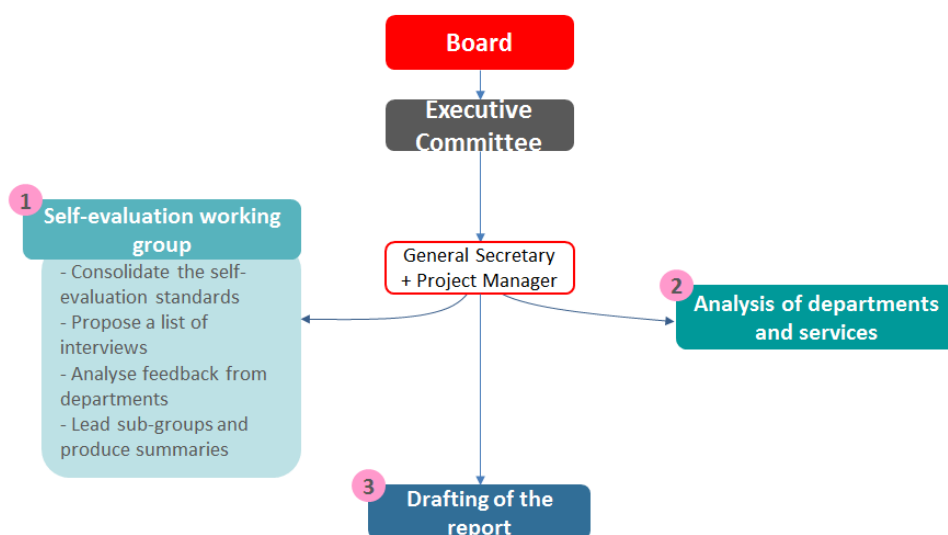 Board
Executive
Committee
1
Self-evaluation working
group
- Consolidate the self-
evaluation standards
- Propose a list of
interviews
- Analyse feedback from
departments
- Lead sub-groups and
produce summaries
General Secretary
+ Project Manager
2
Analysis of departments
and services
3
Drafting of the
report